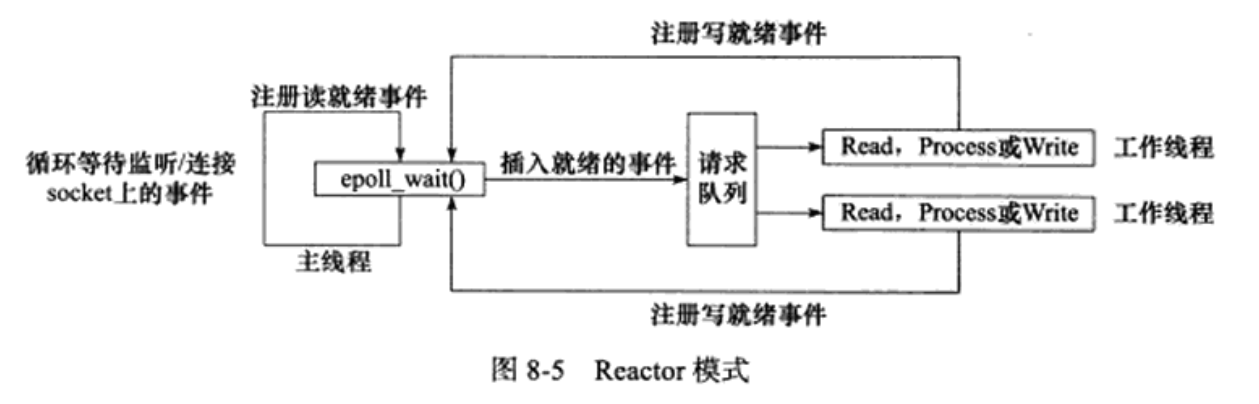 注册写就绪事件
注册读就绪事件
循环等待监听/连接
socket上的事件
epoll_wait()
插入就绪的事件
请求
队列
Read，Process或Write
工作线程
Read，Process或Write
工作线程
主线程
注册写就绪事件
图 8-5 Reactor 模式